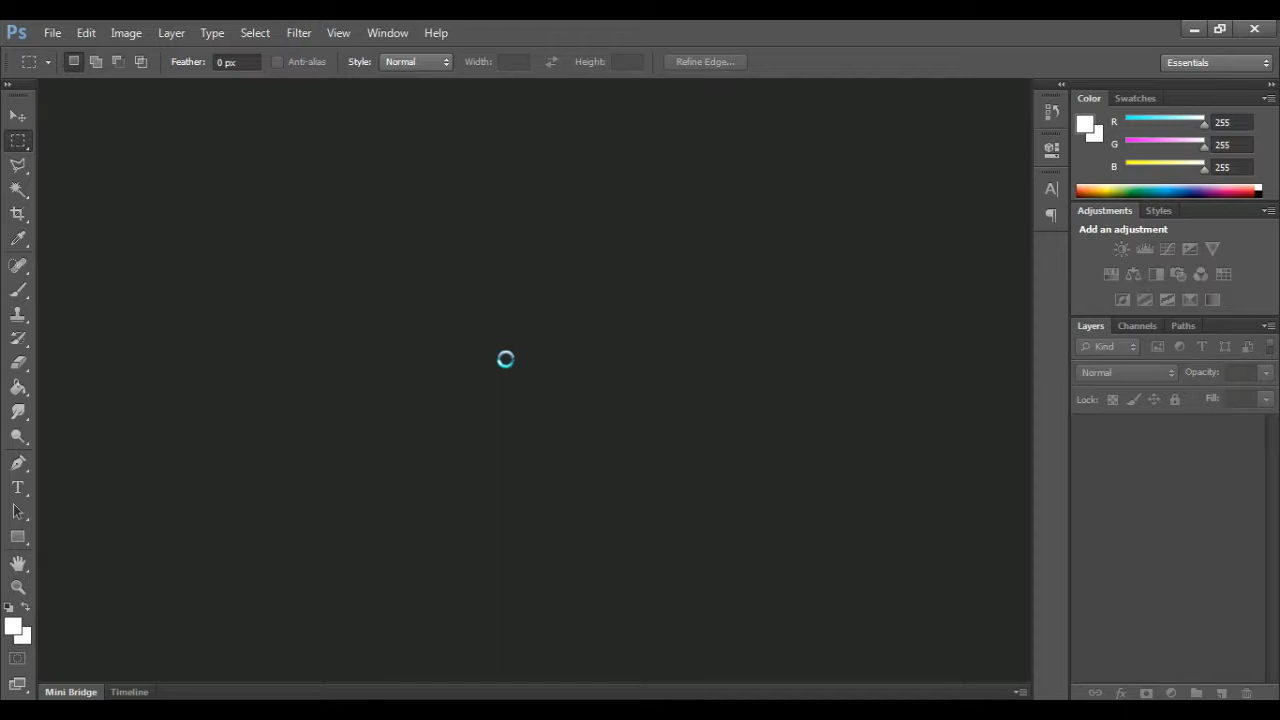 Ps File Edit Image Layer Type Select Filter View Window Help
Feather: 0 px Anti-alias Style: Normal Width: Height: Refine Edge... Essentials
Color Swatches
R 255
G 255
B 255
Adjustments Styles
Add an adjustment
Layers Channels Paths
Kind
Normal Opacity:
Lock: Fill:
Mini Bridge Timeline